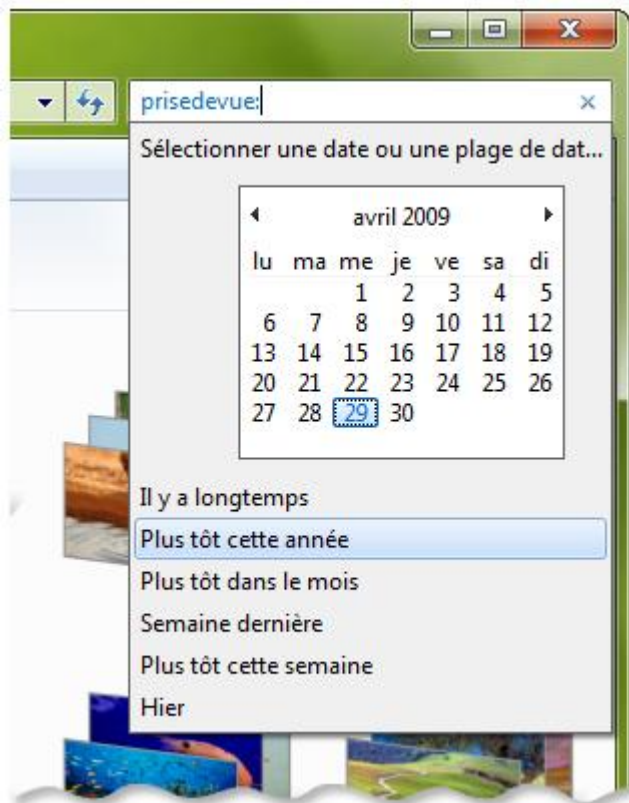 prisedevue:
Sélectionner une date ou une plage de dat...
avril 2009
lu ma me je ve sa di
1 2 3 4 5
6 7 8 9 10 11 12
13 14 15 16 17 18 19
20 21 22 23 24 25 26
27 28 29 30
Il y a longtemps
Plus tôt cette année
Plus tôt dans le mois
Semaine dernière
Plus tôt cette semaine
Hier